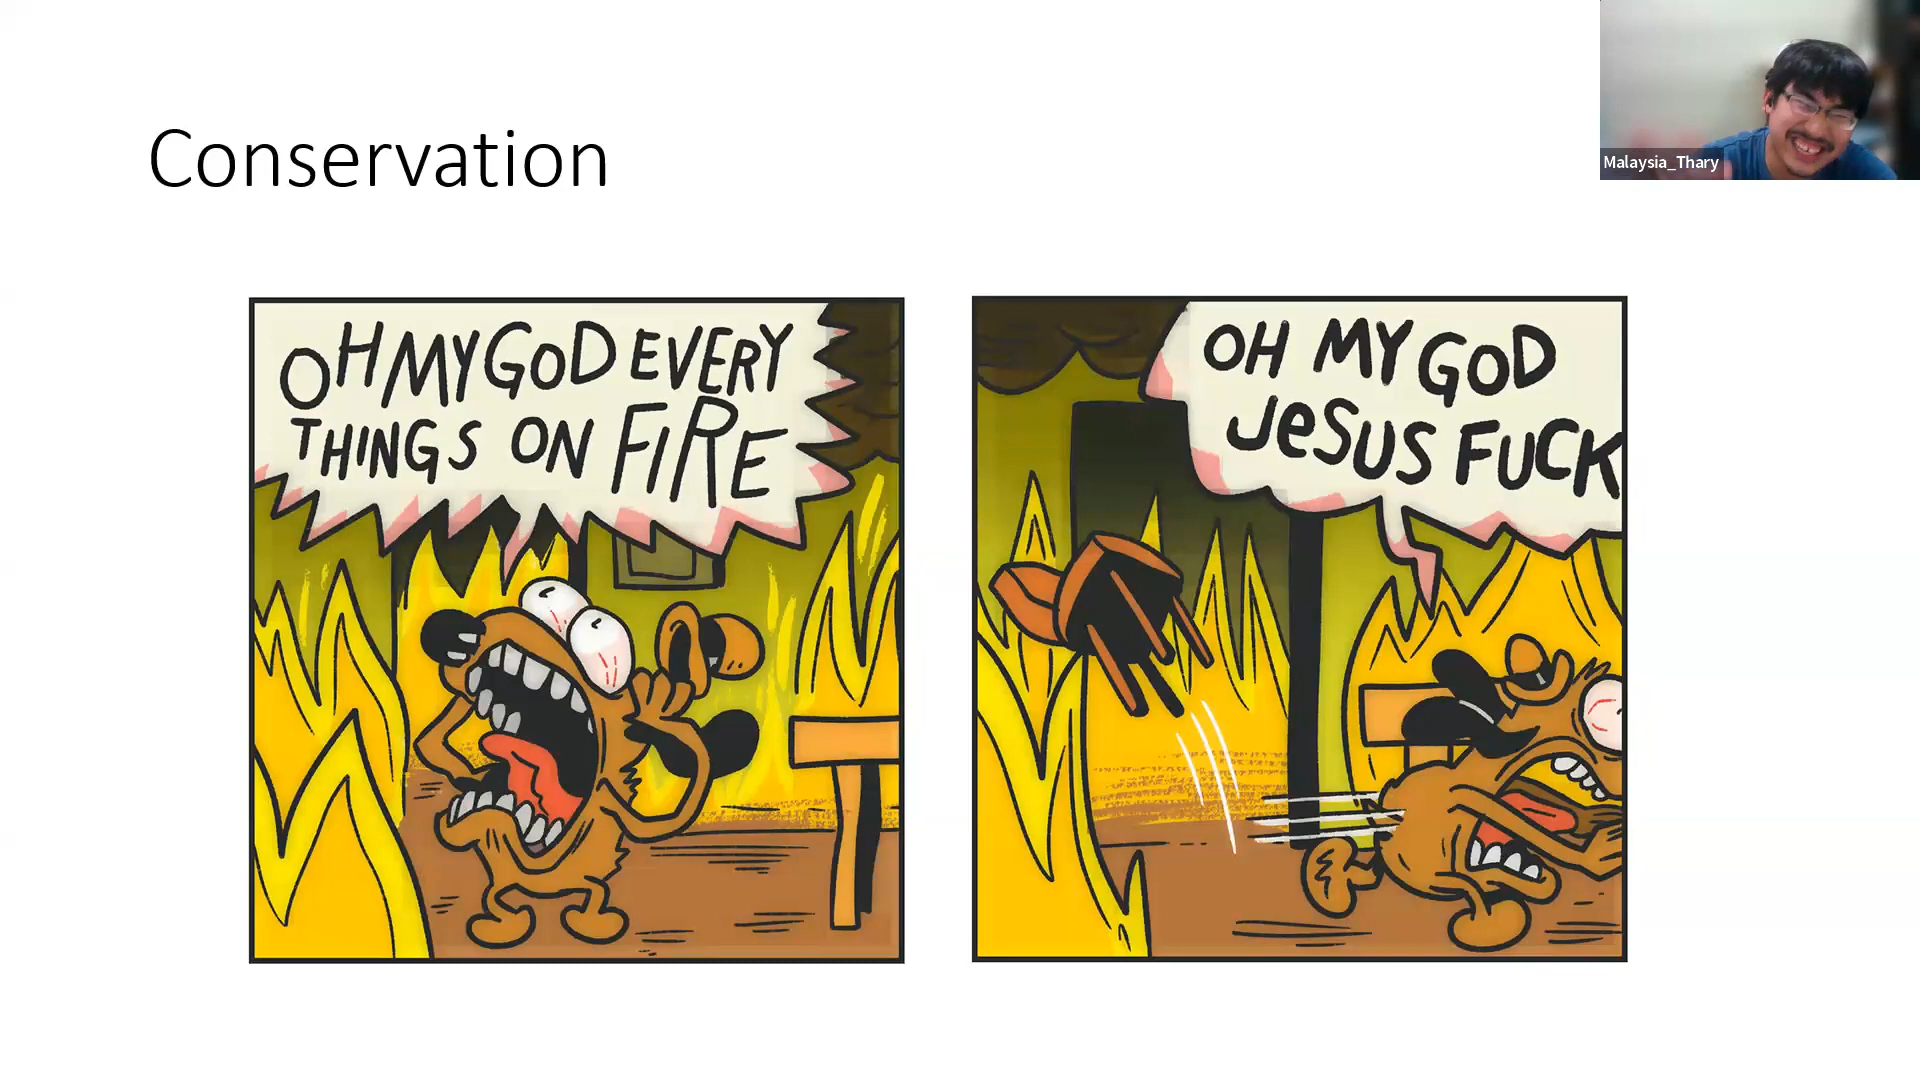 Conservation
Malaysia_Thary
OH MY GOD EVERY
THINGS ON FIRE
OH MY GOD
JeSUS FUCK